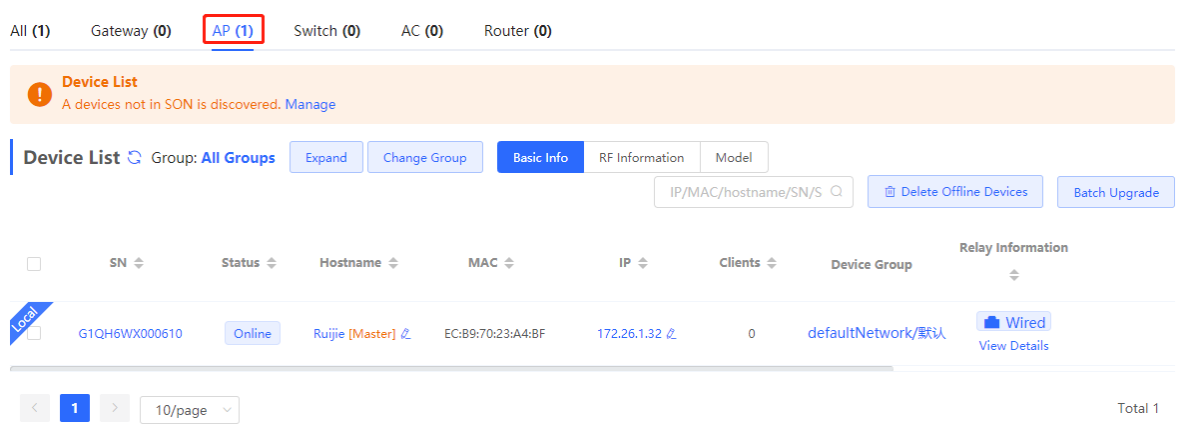 All (1) Gateway (0) AP (1) Switch (0) AC (0) Router (0)
Device List
A devices not in SON is discovered. Manage
Device List Group: All Groups Expand Change Group Basic Info RF Information Model
IP/MAC/hostname/SN/S Delete Offline Devices Batch Upgrade
SN Status Hostname MAC IP Clients Device Group Relay Information
Local
G1QH6WX000610 Online Ruijie [Master] EC:B9:70:23:A4:BF 172.26.1.32 0 defaultNetwork/默认 Wired
View Details
< 1 > 10/page Total 1